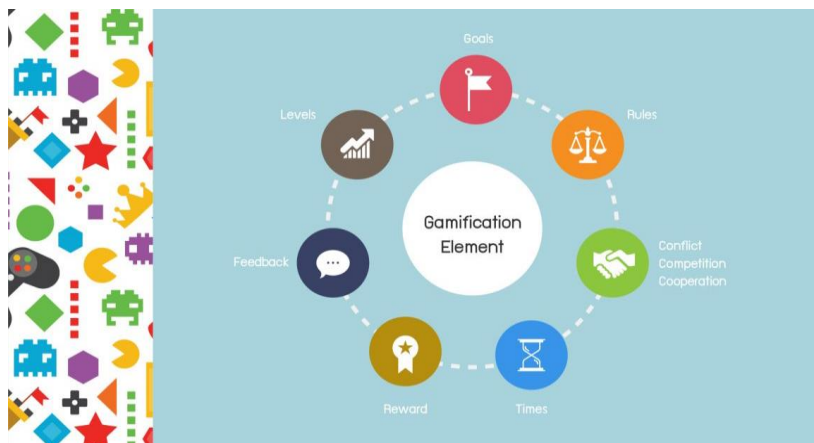 Goals
Levels
Rules
Gamification
Element
Feedback
Conflict
Competition
Cooperation
Reward
Times